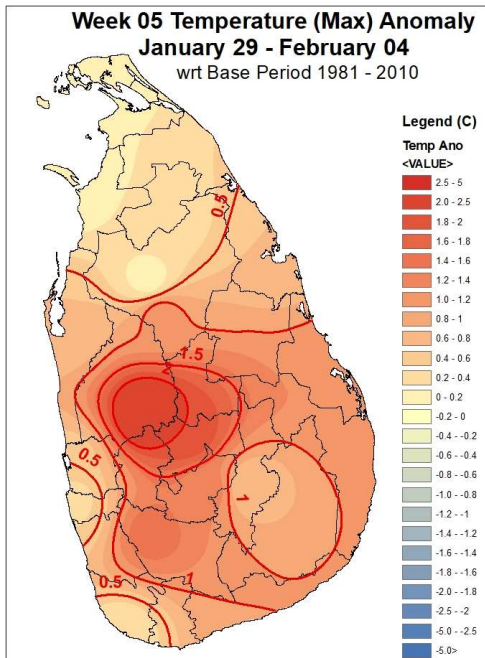 Week 05 Temperature (Max) Anomaly
January 29 - February 04
wrt Base Period 1981 - 2010
Legend (C)
Temp Ano
<VALUE>
2.5 - 5
2.0 - 2.5
1.8 - 2
1.6 - 1.8
1.4 - 1.6
1.2 - 1.4
1.0 - 1.2
0.8 - 1
0.6 - 0.8
0.4 - 0.6
0.2 - 0.4
0 - 0.2
-0.2 - 0
-0.4 - -0.2
-0.6 - -0.4
-0.8 - -0.6
-1.0 - -0.8
-1.2 - -1
-1.4 - -1.2
-1.6 - -1.4
-1.8 - -1.6
-2.0 - -1.8
-2.5 - -2
-5.0 - -2.5
-5.0>
0.5
1.5
2
0.5
1
0.5
1